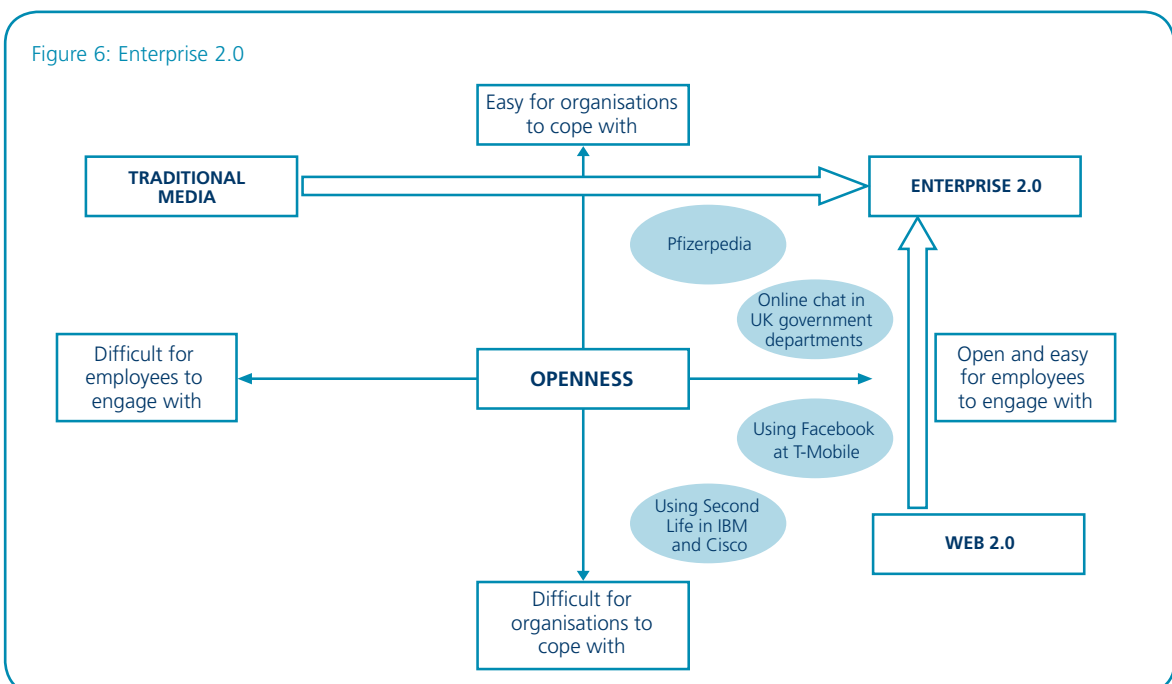 Figure 6: Enterprise 2.0
Easy for organisations
to cope with
TRADITIONAL
MEDIA
ENTERPRISE 2.0
Pfizerpedia
Online chat in
UK government
departments
Difficult for
employees to
engage with
OPENNESS
Open and easy
for employees
to engage with
Using Facebook
at T-Mobile
Using Second
Life in IBM
and Cisco
WEB 2.0
Difficult for
organisations to
cope with